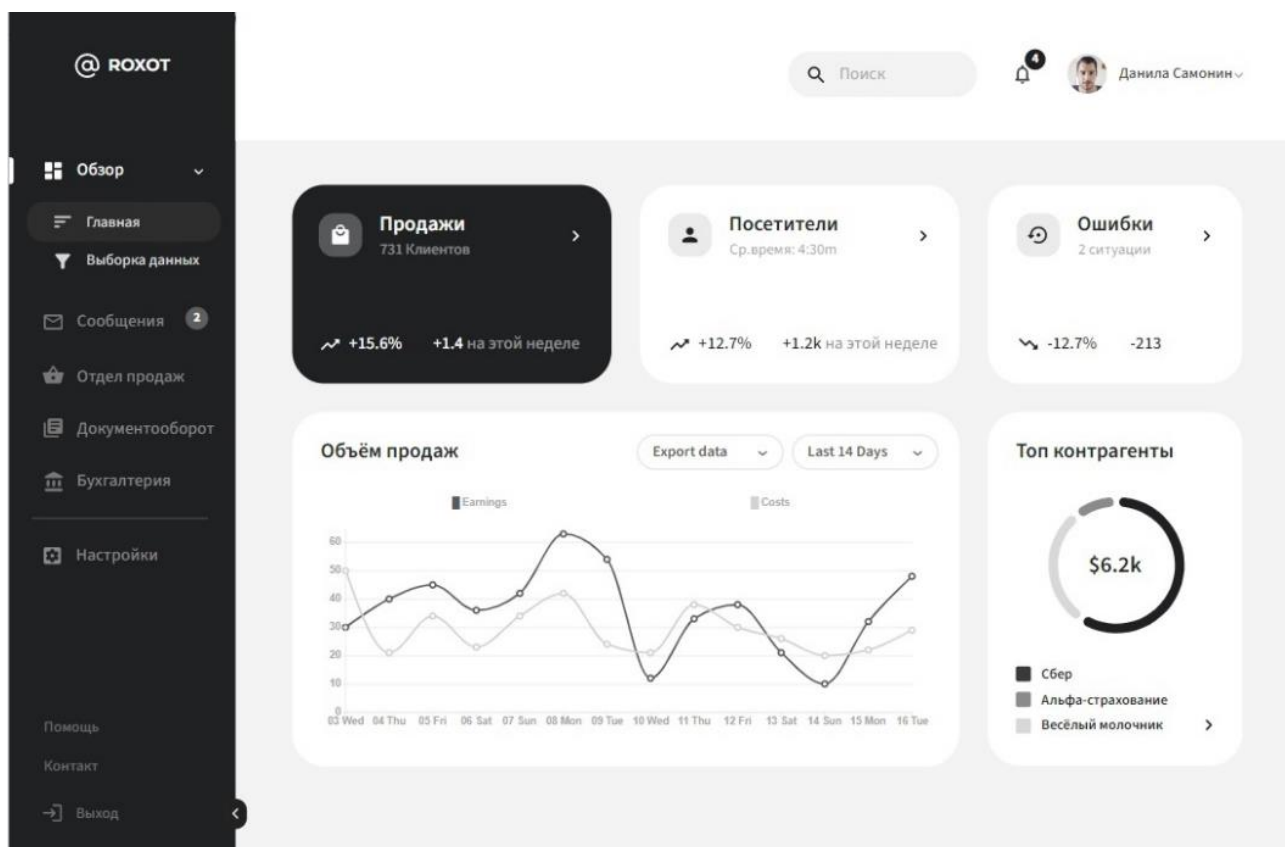 @ ROXOT
Поиск
4
Данила Самонин
Обзор
Главная
Выборка данных
Сообщения 2
Отдел продаж
Документооборот
Бухгалтерия
Настройки
Помощь
Контакт
Выход
Продажи
731 Клиентов
+15.6% +1.4 на этой неделе
Посетители
Ср.время: 4:30m
+12.7% +1.2k на этой неделе
Ошибки
2 ситуации
-12.7% -213
Объём продаж
Export data
Last 14 Days
Earnings
Costs
60
50
40
30
20
10
0
03 Wed 04 Thu 05 Fri 06 Sat 07 Sun 08 Mon 09 Tue 10 Wed 11 Thu 12 Fri 13 Sat 14 Sun 15 Mon 16 Tue
Топ контрагенты
$6.2k
Сбер
Альфа-страхование
Весёлый молочник